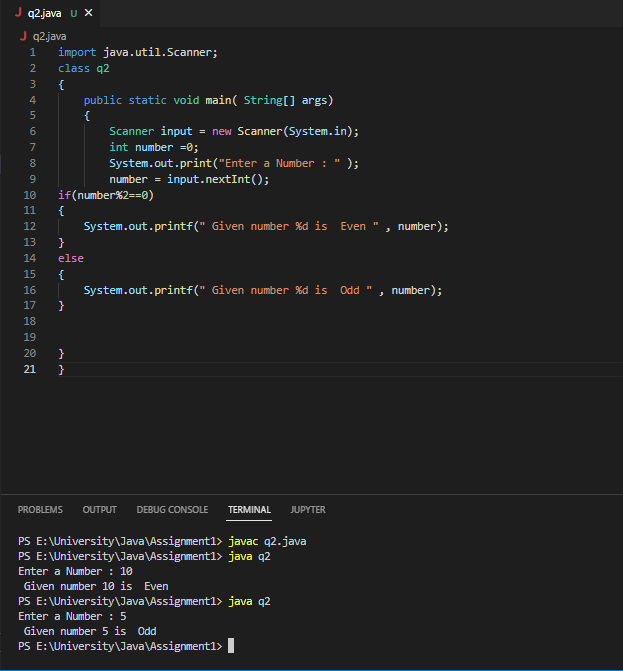 J q2.java U ×
J q2.java
1 import java.util.Scanner;
2 class q2
3 {
4     public static void main( String[] args)
5     {
6         Scanner input = new Scanner(System.in);
7         int number =0;
8         System.out.print("Enter a Number : " );
9         number = input.nextInt();
10 if(number%2==0)
11 {
12     System.out.printf(" Given number %d is  Even " , number);
13 }
14 else
15 {
16     System.out.printf(" Given number %d is  Odd " , number);
17 }
18
19
20 }
21 }
PROBLEMS OUTPUT DEBUG CONSOLE TERMINAL JUPYTER
PS E:\University\Java\Assignment1> javac q2.java
PS E:\University\Java\Assignment1> java q2
Enter a Number : 10
 Given number 10 is  Even
PS E:\University\Java\Assignment1> java q2
Enter a Number : 5
 Given number 5 is  Odd
PS E:\University\Java\Assignment1>